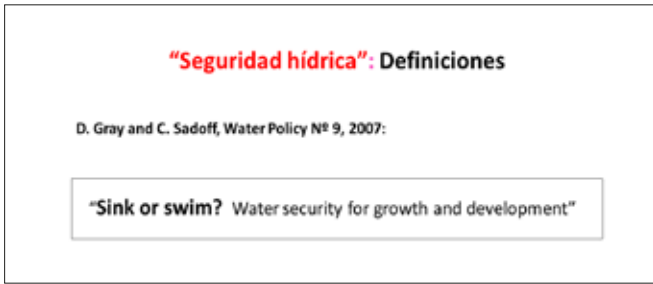 “Seguridad hídrica”: Definiciones
D. Gray and C. Sadoff, Water Policy Nº 9, 2007:
“Sink or swim? Water security for growth and development”